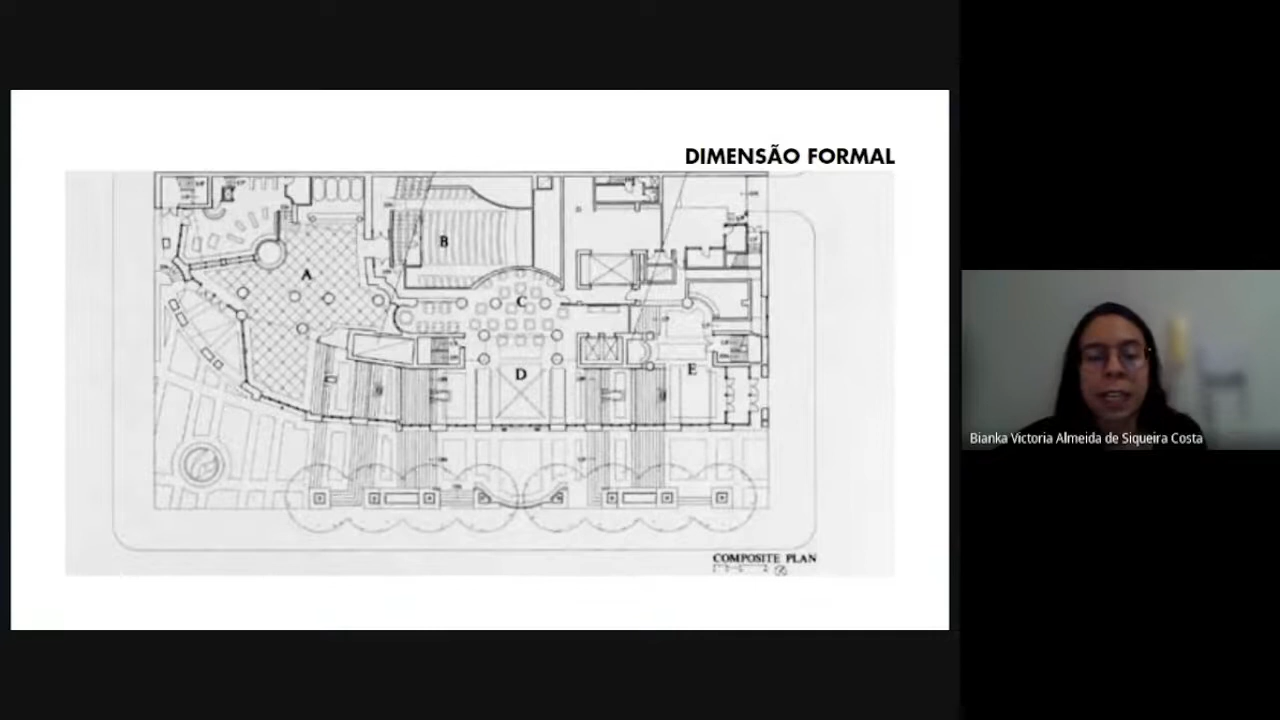 DIMENSÃO FORMAL
A
B
C
D
E
COMPOSITE PLAN
Bianka Victoria Almeida de Siqueira Costa